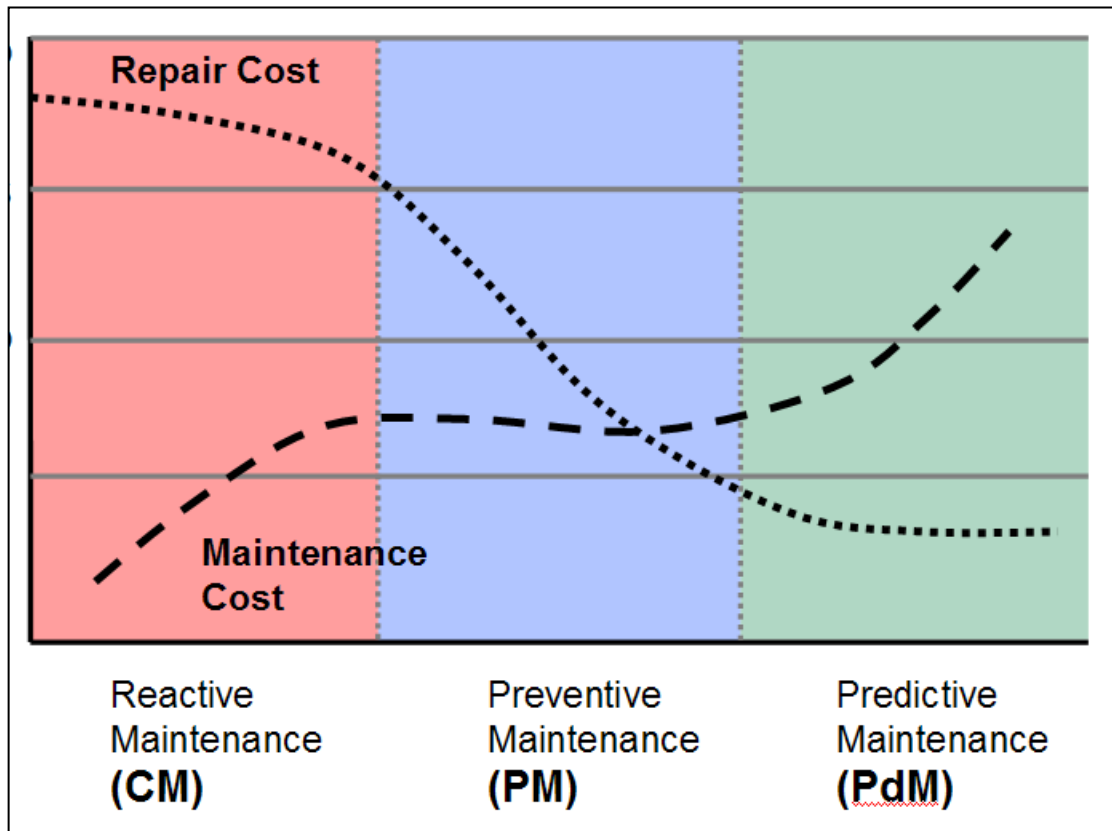 Repair Cost
Maintenance
Cost
Reactive
Maintenance
(CM)
Preventive
Maintenance
(PM)
Predictive
Maintenance
(PdM)